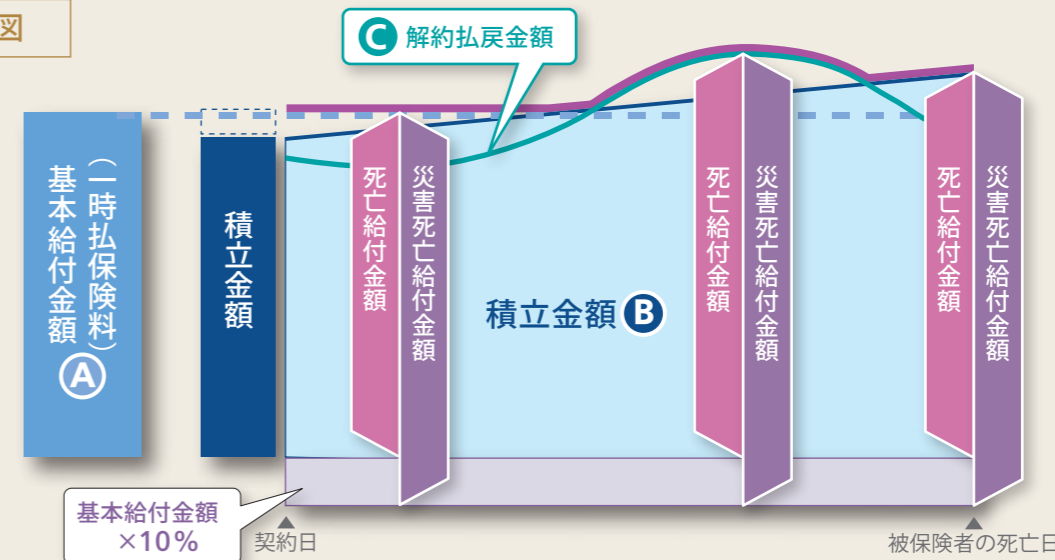 図
C 解約払戻金額
（一時払保険料）
基本給付金額
A
積立金額
死亡給付金額
災害死亡給付金額
積立金額 B
死亡給付金額
災害死亡給付金額
死亡給付金額
災害死亡給付金額
基本給付金額
×10%
契約日
被保険者の死亡日